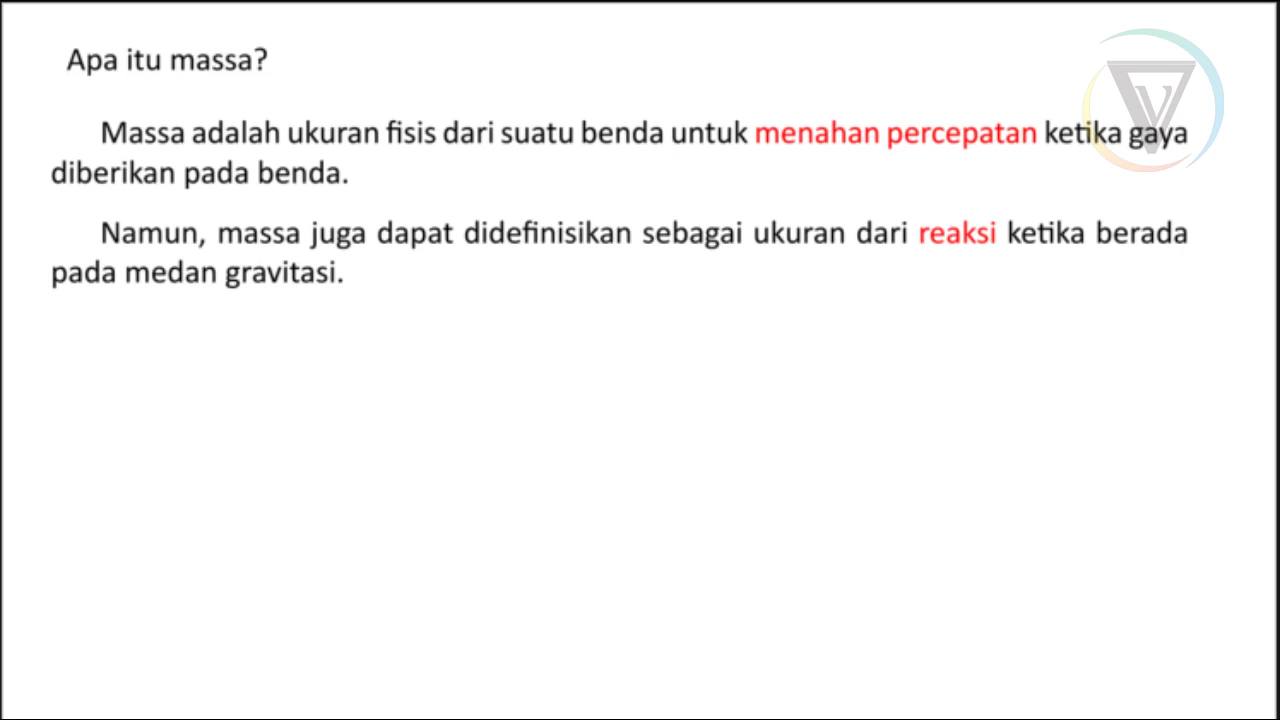 Apa itu massa?
Massa adalah ukuran fisis dari suatu benda untuk menahan percepatan ketika gaya
diberikan pada benda.
Namun, massa juga dapat didefinisikan sebagai ukuran dari reaksi ketika berada
pada medan gravitasi.
V